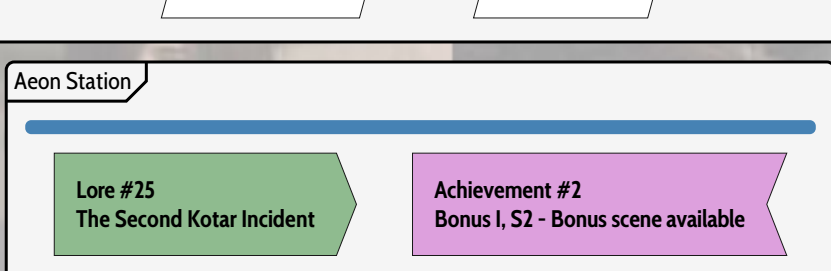 Aeon Station
Lore #25
The Second Kotar Incident
Achievement #2
Bonus I, S2 - Bonus scene available